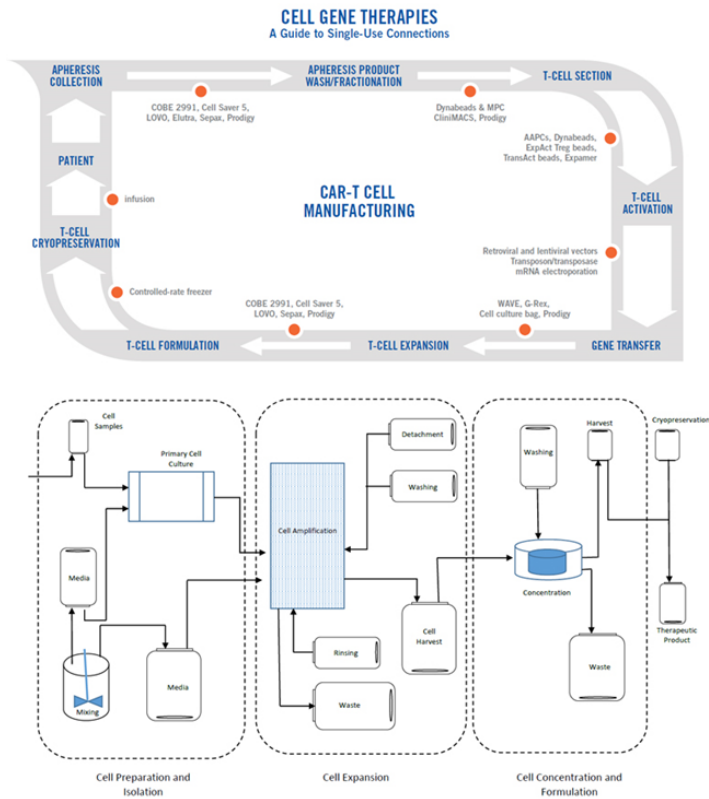 CELL GENE THERAPIES
A Guide to Single-Use Connections
APHERESIS
COLLECTION
APHERESIS PRODUCT
WASH/FRACTIONATION
T-CELL SECTION
COBE 2991, Cell Saver 5,
LOVO, Elutra, Sepax, Prodigy
Dynabeads & MPC
CliniMACS, Prodigy
AAPCs, Dynabeads,
ExpAct Treg beads,
TransAct beads, Expamer
PATIENT
infusion
CAR-T CELL
MANUFACTURING
T-CELL
ACTIVATION
T-CELL
CRYOPRESERVATION
Retroviral and lentiviral vectors
Transposon/transposase
mRNA electroporation
Controlled-rate freezer
COBE 2991, Cell Saver 5,
LOVO, Sepax, Prodigy
WAVE, G-Rex,
Cell culture bag, Prodigy
T-CELL FORMULATION
T-CELL EXPANSION
GENE TRANSFER
Cell
Samples
Primary Cell
Culture
Media
Mixing
Media
Cell Preparation and
Isolation
Detachment
Washing
Cell Amplification
Rinsing
Waste
Cell
Harvest
Cell Expansion
Washing
Harvest
Cryopreservation
Concentration
Therapeutic
Product
Waste
Cell Concentration and
Formulation